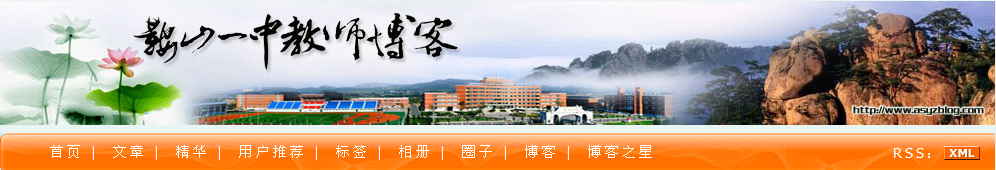 鞍山一中教师博客
http://www.asyzblog.com
首页 | 文章 | 精华 | 用户推荐 | 标签 | 相册 | 圈子 | 博客 | 博客之星 RSS: XML